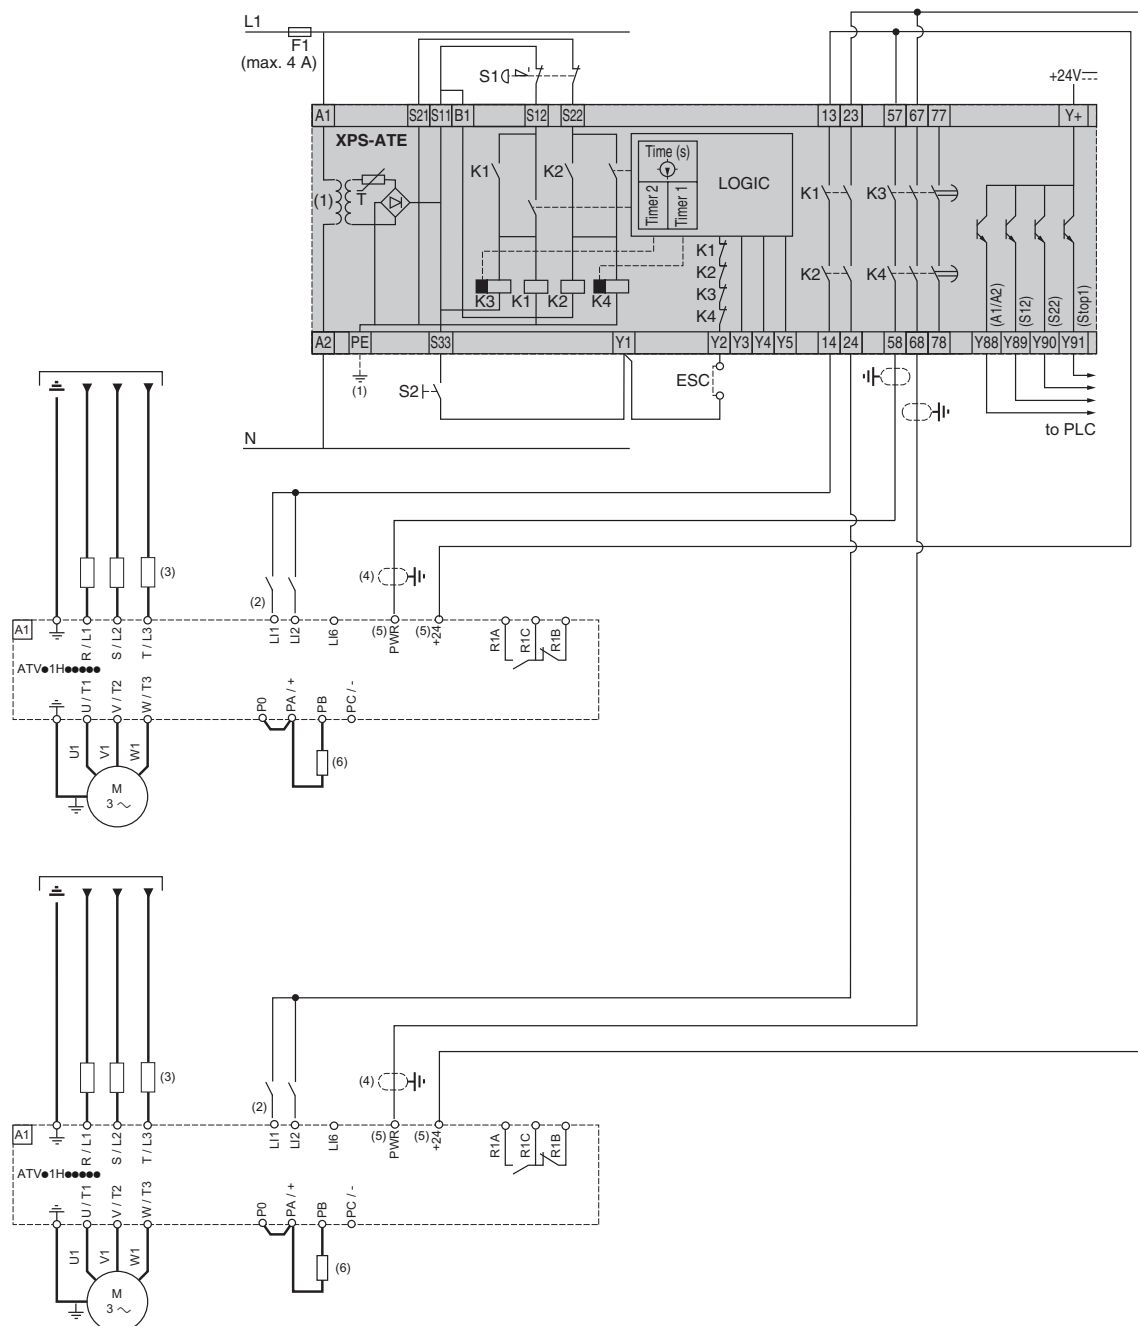 L1
F1
(max. 4 A)
S1
+24V
A1 S21 S11 B1 S12 S22 13 23 57 67 77 Y+
XPS-ATE
Time (s)
Timer 2
Timer 1
LOGIC
(1)
T
K1
K2
K1
K3
K1
K2
K3
K4
K2
K4
K3
K1
K2
K4
(A1/A2)
(S12)
(S22)
(Stop1)
A2 PE S33 Y1 Y2 Y3 Y4 Y5 14 24 58 68 78 Y88 Y89 Y90 Y91
(1)
S2
ESC
to PLC
N
(3)
(2)
(4)
A1
R / L1
S / L2
T / L3
LI1
LI2
LI6
(5)
PWR
(5)
+24
R1A
R1C
R1B
ATV●1H●●●●●
U / T1
V / T2
W / T3
P0
PA / +
PB
PC / -
U1
V1
W1
(6)
M
3
(3)
(2)
(4)
A1
R / L1
S / L2
T / L3
LI1
LI2
LI6
(5)
PWR
(5)
+24
R1A
R1C
R1B
ATV●1H●●●●●
U / T1
V / T2
W / T3
P0
PA / +
PB
PC / -
U1
V1
W1
(6)
M
3